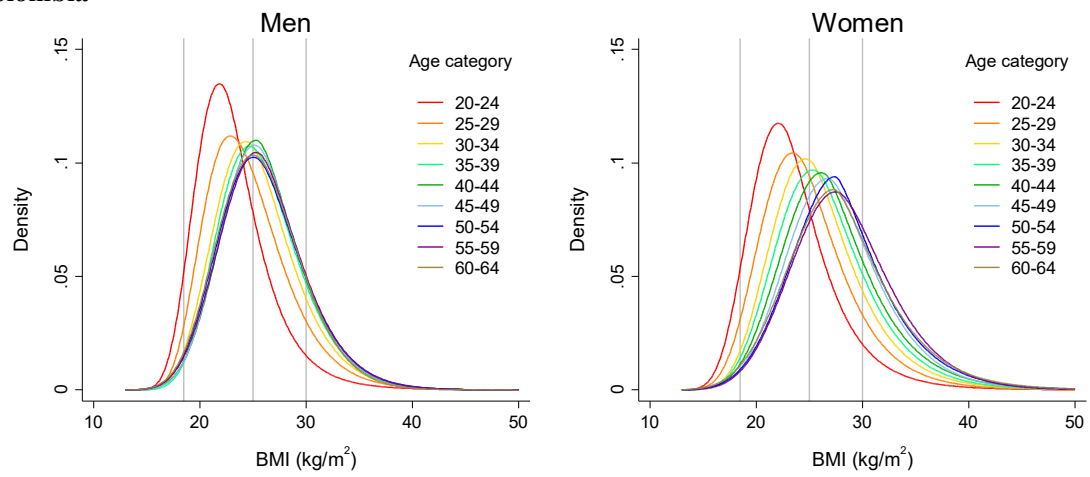 Men
.15
.1
.05
0
Density
10 20 30 40 50
BMI (kg/m²)
Age category
20-24
25-29
30-34
35-39
40-44
45-49
50-54
55-59
60-64
Women
.15
.1
.05
0
Density
10 20 30 40 50
BMI (kg/m²)
Age category
20-24
25-29
30-34
35-39
40-44
45-49
50-54
55-59
60-64